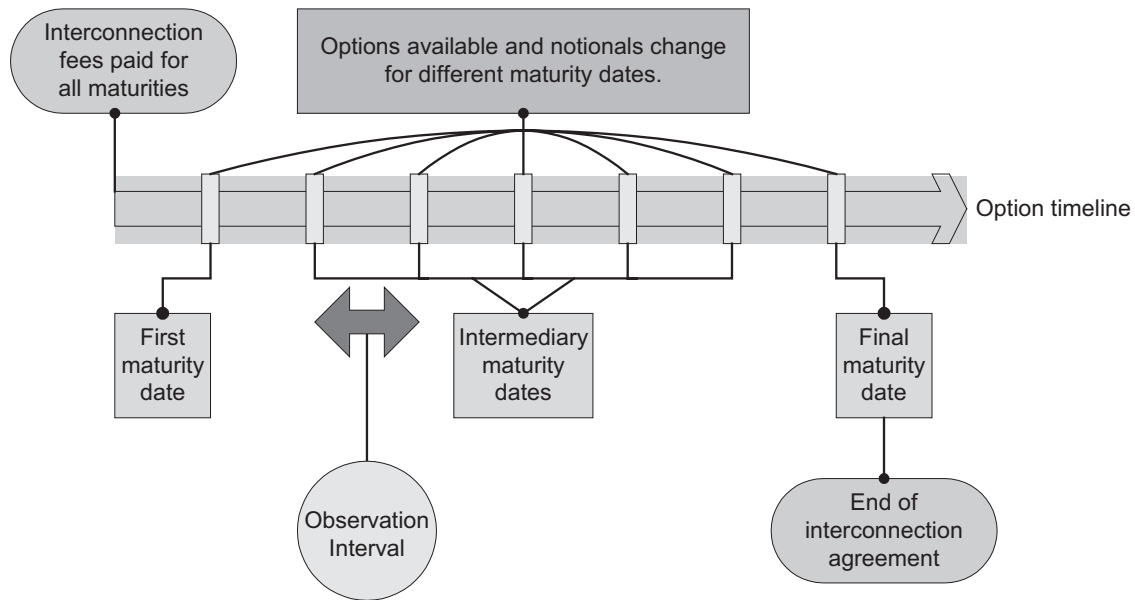 Interconnection
fees paid for
all maturities
Options available and notionals change
for different maturity dates.
Option timeline
First
maturity
date
Intermediary
maturity
dates
Final
maturity
date
Observation
Interval
End of
interconnection
agreement